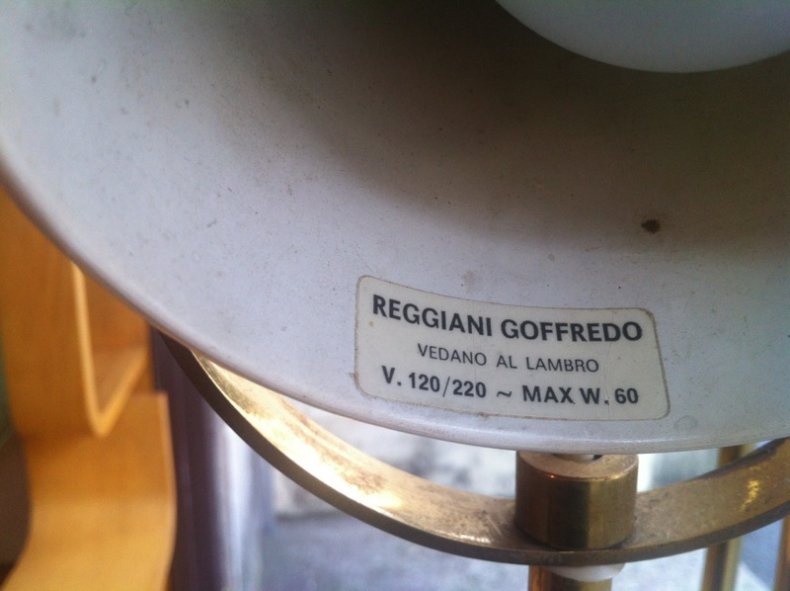 REGGIANI GOFFREDO
VEDANO AL LAMBRO
V. 120/220 ~ MAX W. 60